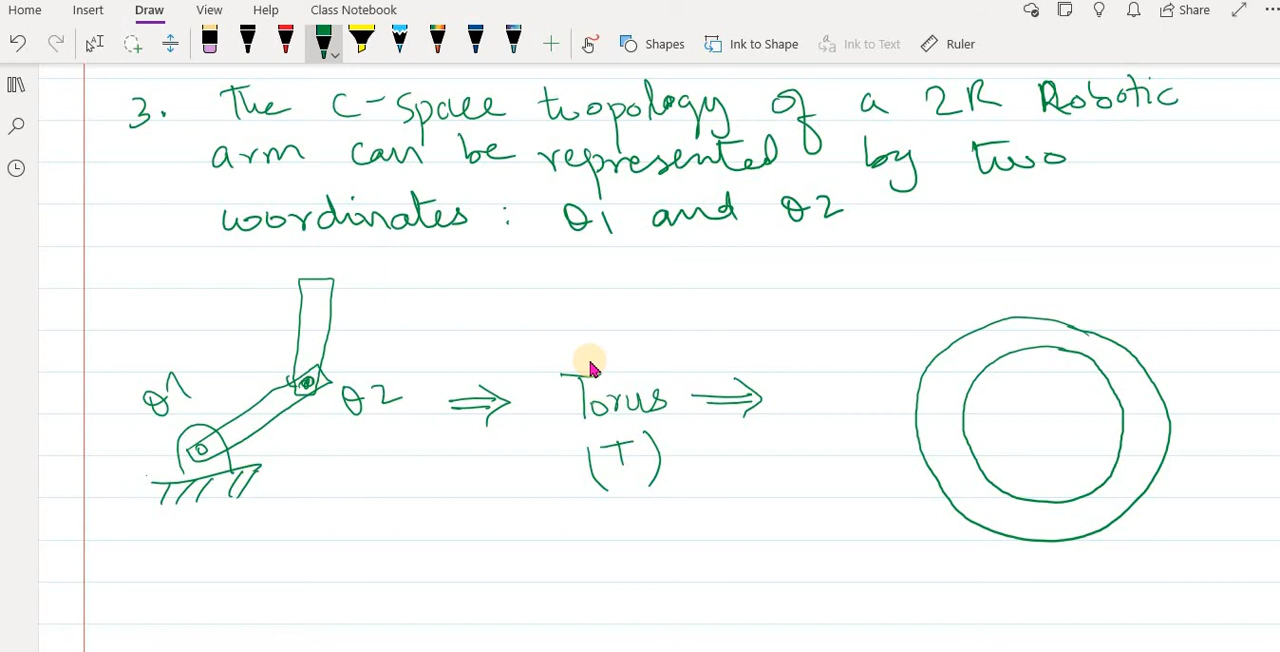 Home Insert Draw View Help Class Notebook Share
Shapes Ink to Shape Ink to Text Ruler
3. The C-space topology of a 2R Robotic
arm can be represented by two
coordinates : θ1 and θ2
θ1 θ2 ⇒ Torus ⇒
(T)